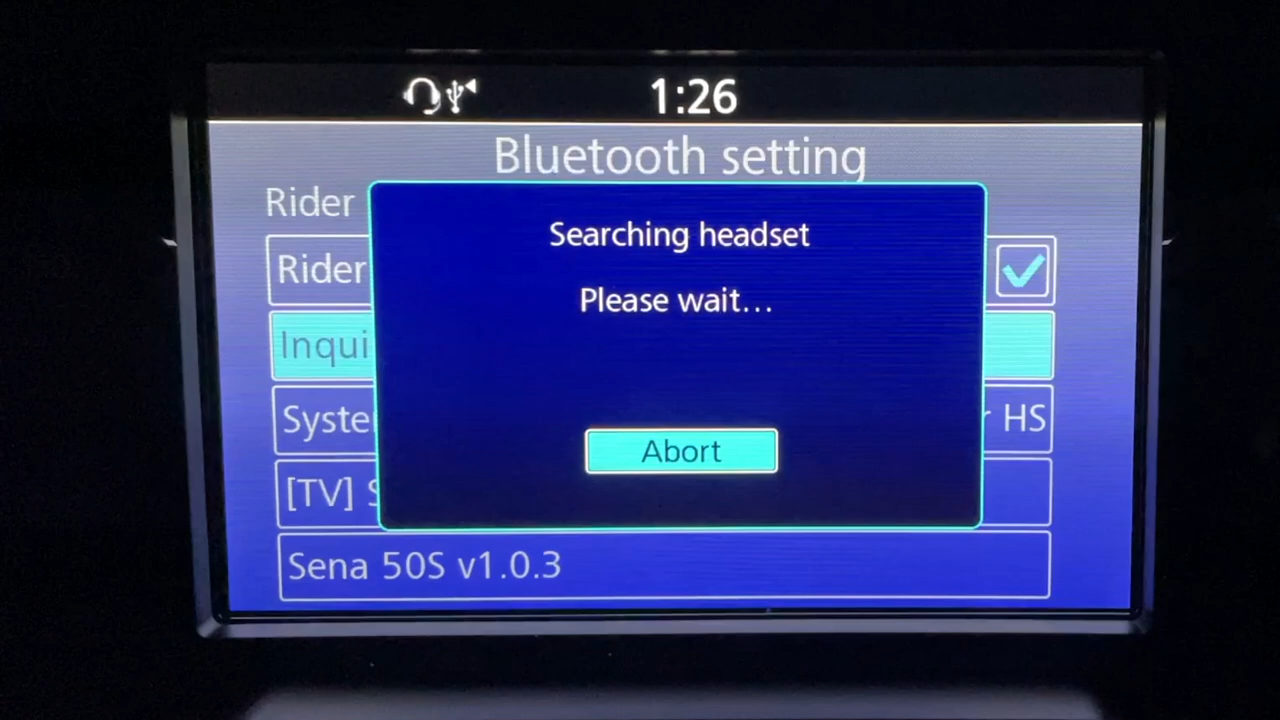 1:26
Bluetooth setting
Rider
Rider
Searching headset
Please wait...
Inqui
Syste
HS
[TV]
Abort
Sena 50S v1.0.3